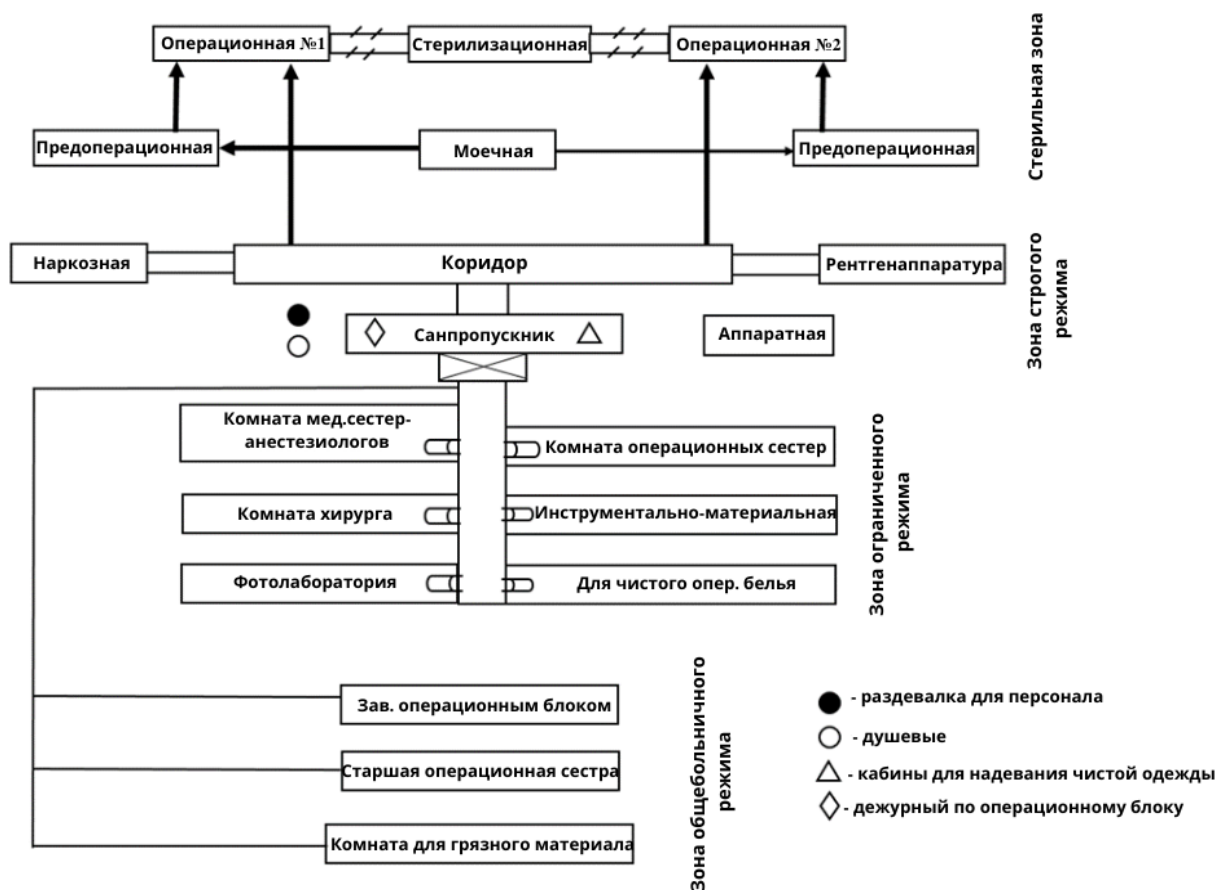 Операционная №1
Стерилизационная
Операционная №2
Стерильная зона
Предоперационная
Моечная
Предоперационная
Наркозная
Коридор
Рентгенаппаратура
Зона строгого
режима
Санпропускник
Аппаратная
Комната мед.сестер-
анестезиологов
Комната операционных сестер
Комната хирурга
Инструментально-материальная
Фотолаборатория
Для чистого опер. белья
Зона ограниченного
режима
Зав. операционным блоком
Старшая операционная сестра
Комната для грязного материала
Зона общебольничного
режима
- раздевалка для персонала
- душевые
- кабины для надевания чистой одежды
- дежурный по операционному блоку